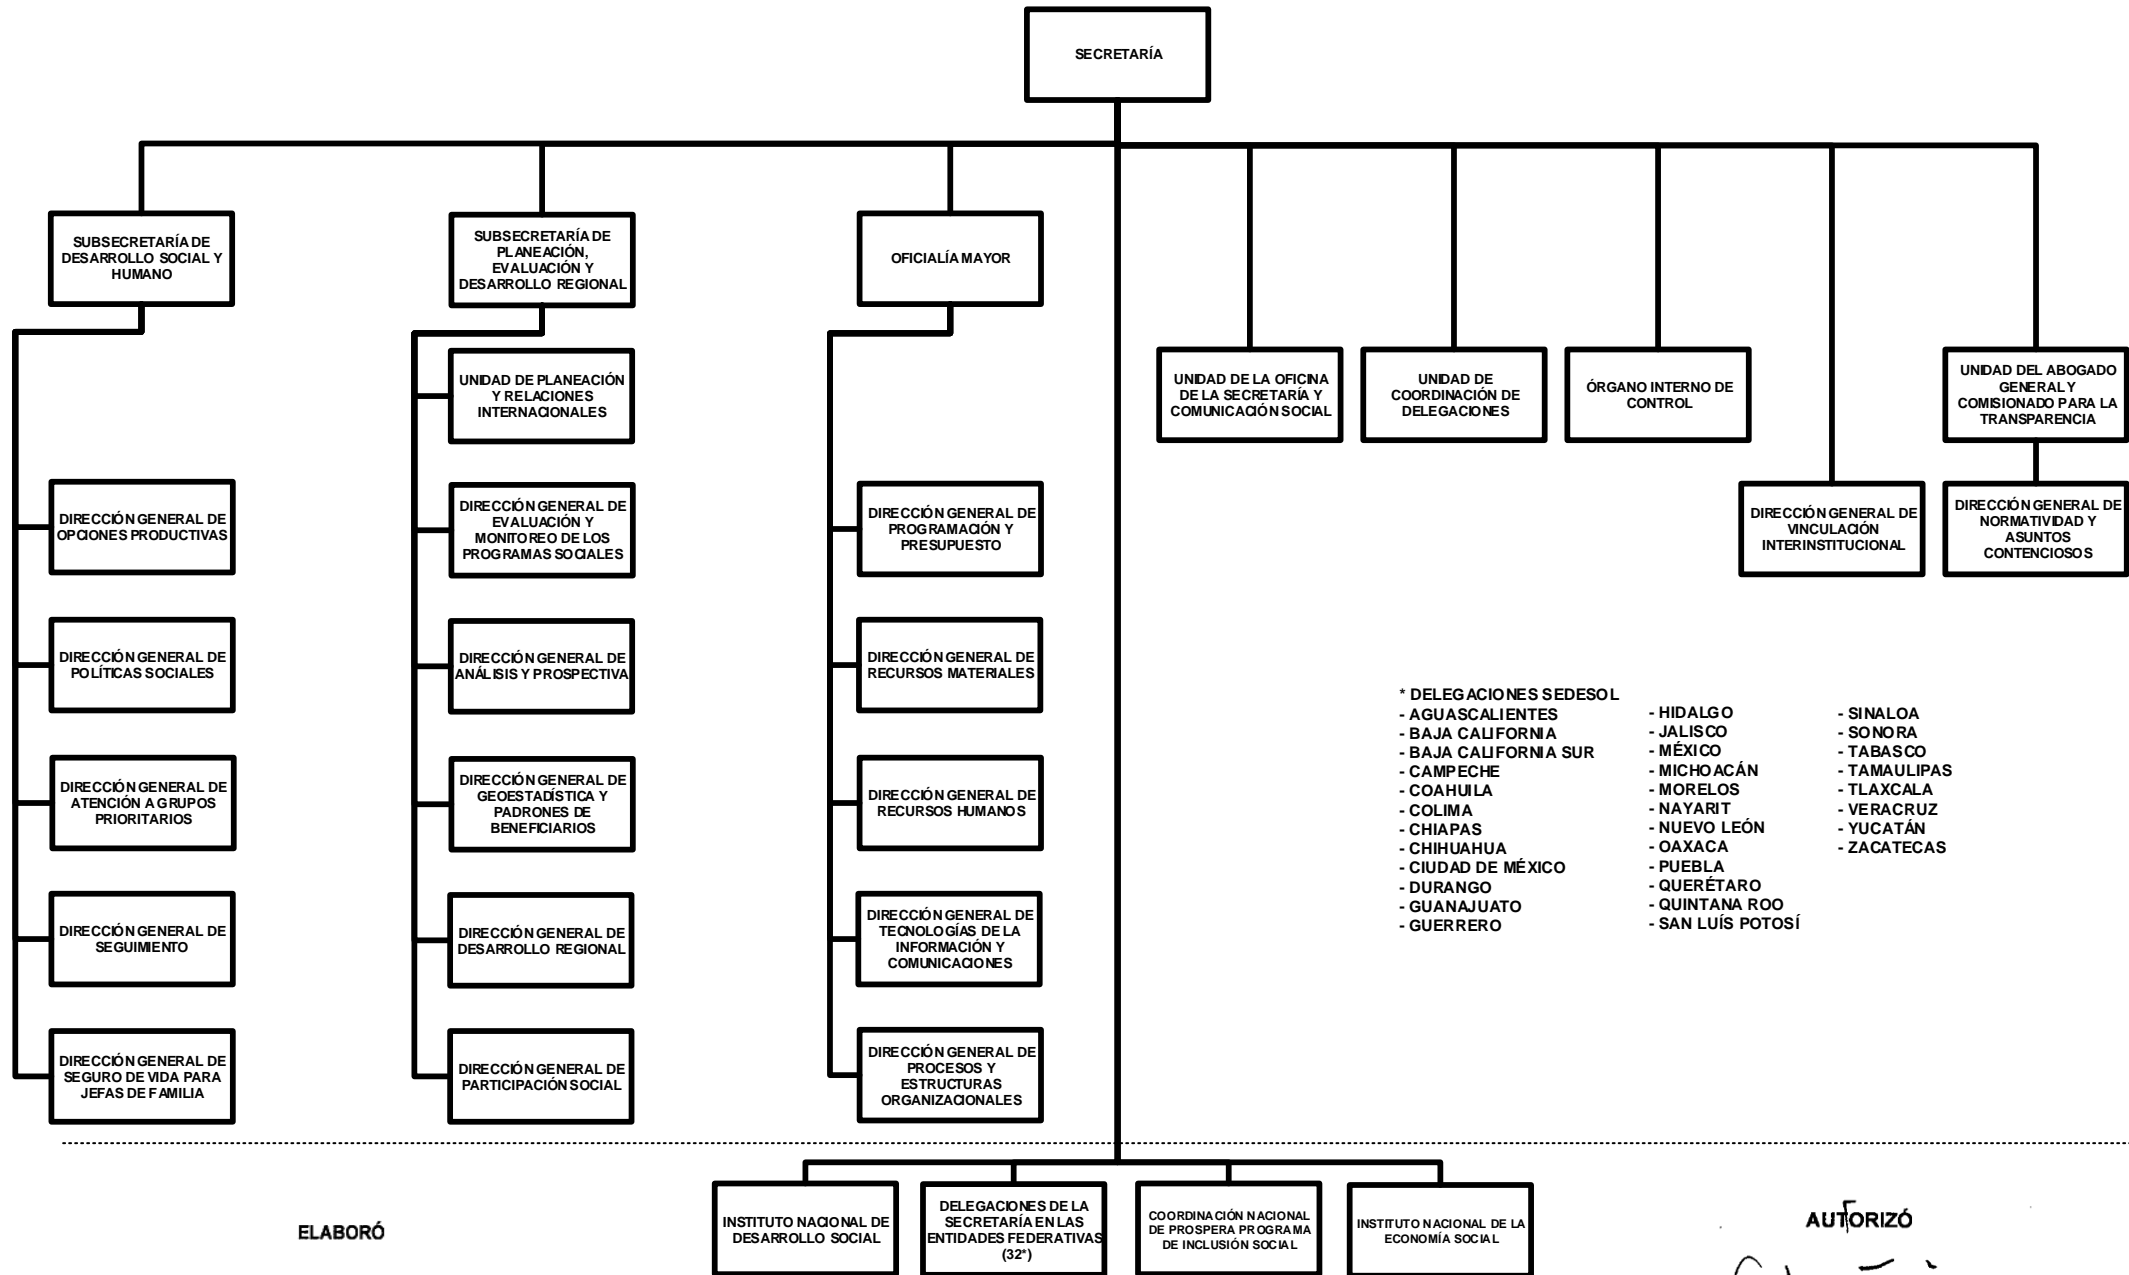 SECRETARÍA
SUBSECRETARÍA DE
DESARROLLO SOCIAL Y
HUMANO
SUBSECRETARÍA DE
PLANEACIÓN,
EVALUACIÓN Y
DESARROLLO REGIONAL
OFICIALÍA MAYOR
UNIDAD DE PLANEACIÓN
Y RELACIONES
INTERNACIONALES
UNIDAD DE LA OFICINA
DE LA SECRETARÍA Y
COMUNICACIÓN SOCIAL
UNIDAD DE
COORDINACIÓN DE
DELEGACIONES
ÓRGANO INTERNO DE
CONTROL
UNIDAD DEL ABOGADO
GENERAL Y
COMISIONADO PARA LA
TRANSPARENCIA
DIRECCIÓN GENERAL DE
OPCIONES PRODUCTIVAS
DIRECCIÓN GENERAL DE
EVALUACIÓN Y
MONITOREO DE LOS
PROGRAMAS SOCIALES
DIRECCIÓN GENERAL DE
PROGRAMACIÓN Y
PRESUPUESTO
DIRECCIÓN GENERAL DE
VINCULACIÓN
INTERINSTITUCIONAL
DIRECCIÓN GENERAL DE
NORMATIVIDAD Y
ASUNTOS
CONTENCIOSOS
DIRECCIÓN GENERAL DE
POLÍTICAS SOCIALES
DIRECCIÓN GENERAL DE
ANÁLISIS Y PROSPECTIVA
DIRECCIÓN GENERAL DE
RECURSOS MATERIALES
DIRECCIÓN GENERAL DE
ATENCIÓN A GRUPOS
PRIORITARIOS
DIRECCIÓN GENERAL DE
GEOESTADÍSTICA Y
PADRONES DE
BENEFICIARIOS
DIRECCIÓN GENERAL DE
RECURSOS HUMANOS
DIRECCIÓN GENERAL DE
SEGUIMIENTO
DIRECCIÓN GENERAL DE
DESARROLLO REGIONAL
DIRECCIÓN GENERAL DE
TECNOLOGÍAS DE LA
INFORMACIÓN Y
COMUNICACIONES
DIRECCIÓN GENERAL DE
SEGURO DE VIDA PARA
JEFAS DE FAMILIA
DIRECCIÓN GENERAL DE
PARTICIPACIÓN SOCIAL
DIRECCIÓN GENERAL DE
PROCESOS Y
ESTRUCTURAS
ORGANIZACIONALES
* DELEGACIONES SEDESOL
- AGUASCALIENTES
- BAJA CALIFORNIA
- BAJA CALIFORNIA SUR
- CAMPECHE
- COAHUILA
- COLIMA
- CHIAPAS
- CHIHUAHUA
- CIUDAD DE MÉXICO
- DURANGO
- GUANAJUATO
- GUERRERO
- HIDALGO
- JALISCO
- MÉXICO
- MICHOACÁN
- MORELOS
- NAYARIT
- NUEVO LEÓN
- OAXACA
- PUEBLA
- QUERÉTARO
- QUINTANA ROO
- SAN LUÍS POTOSÍ
- SINALOA
- SONORA
- TABASCO
- TAMAULIPAS
- TLAXCALA
- VERACRUZ
- YUCATÁN
- ZACATECAS
ELABORÓ
INSTITUTO NACIONAL DE
DESARROLLO SOCIAL
DELEGACIONES DE LA
SECRETARÍA EN LAS
ENTIDADES FEDERATIVAS
(32*)
COORDINACIÓN NACIONAL
DE PROSPERA PROGRAMA
DE INCLUSIÓN SOCIAL
INSTITUTO NACIONAL DE LA
ECONOMÍA SOCIAL
AUTORIZÓ